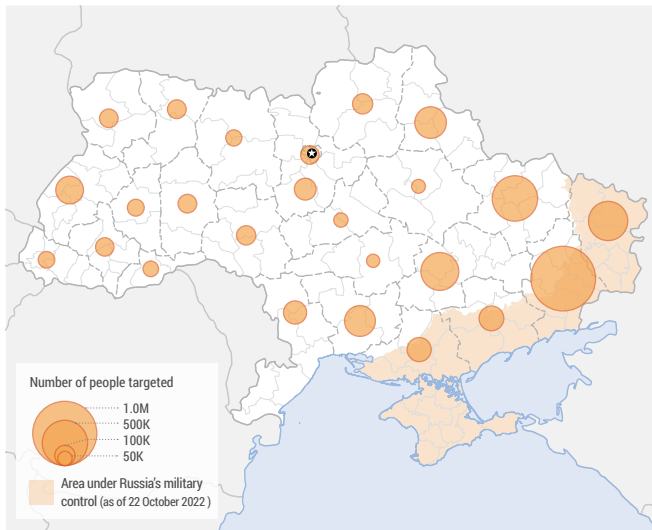 Number of people targeted
1.0M
500K
100K
50K
Area under Russia's military
control (as of 22 October 2022 )